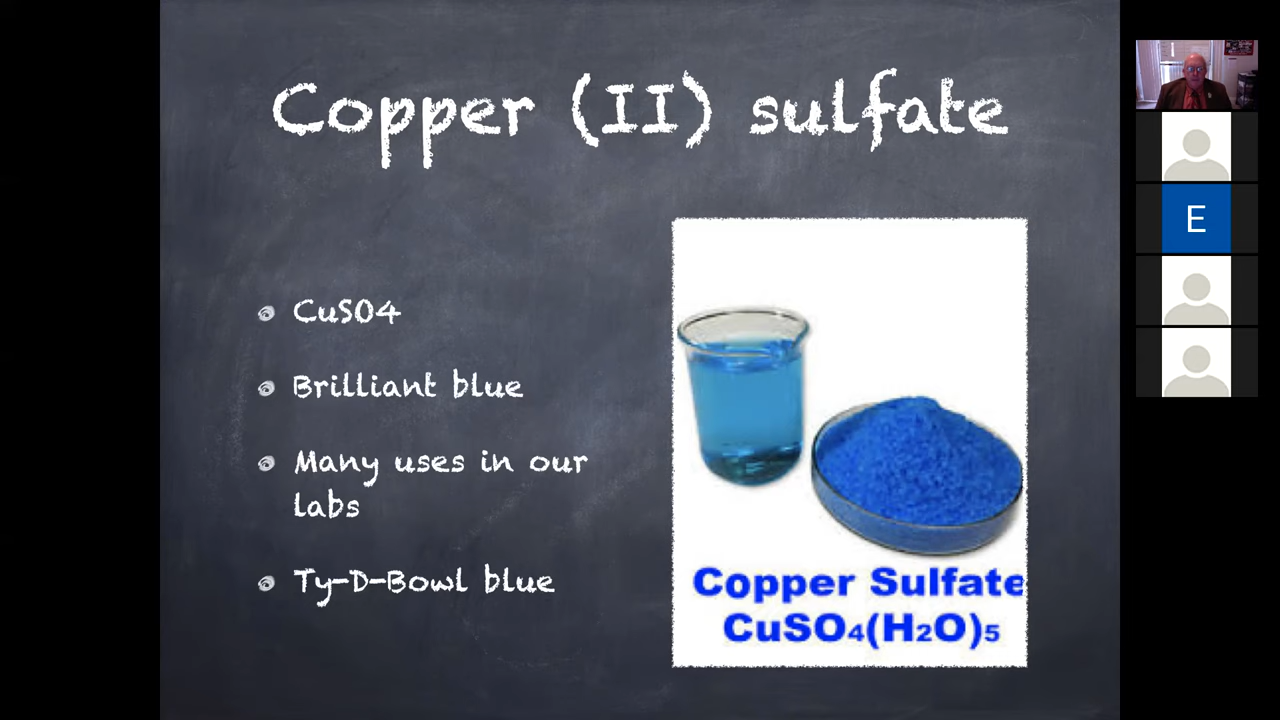 Copper (II) sulfate
CuSO4
Brilliant blue
Many uses in our
labs
Ty-D-Bowl blue
Copper Sulfate
CuSO4(H2O)5
E